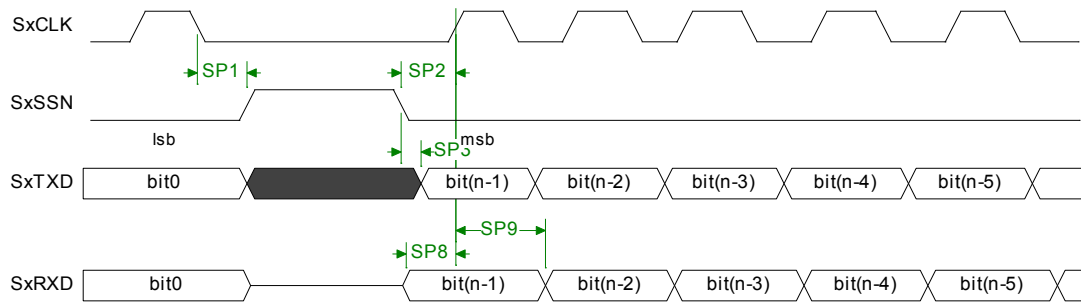 SxCLK
SP1 SP2
SxSSN
lsb msb
SP3
SxTXD bit0 bit(n-1) bit(n-2) bit(n-3) bit(n-4) bit(n-5)
SP9
SP8
SxRXD bit0 bit(n-1) bit(n-2) bit(n-3) bit(n-4) bit(n-5)